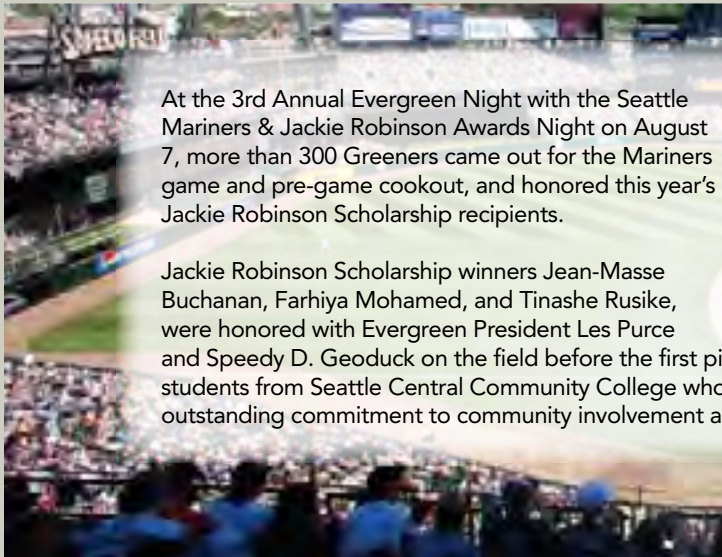 SAFECO FIELD
At the 3rd Annual Evergreen Night with the Seattle
Mariners & Jackie Robinson Awards Night on August
7, more than 300 Greeners came out for the Mariners
game and pre-game cookout, and honored this year’s
Jackie Robinson Scholarship recipients.
Jackie Robinson Scholarship winners Jean-Masse
Buchanan, Farhiya Mohamed, and Tinashe Rusike,
were honored with Evergreen President Les Purce
and Speedy D. Geoduck on the field before the first pi
students from Seattle Central Community College who
outstanding commitment to community involvement a